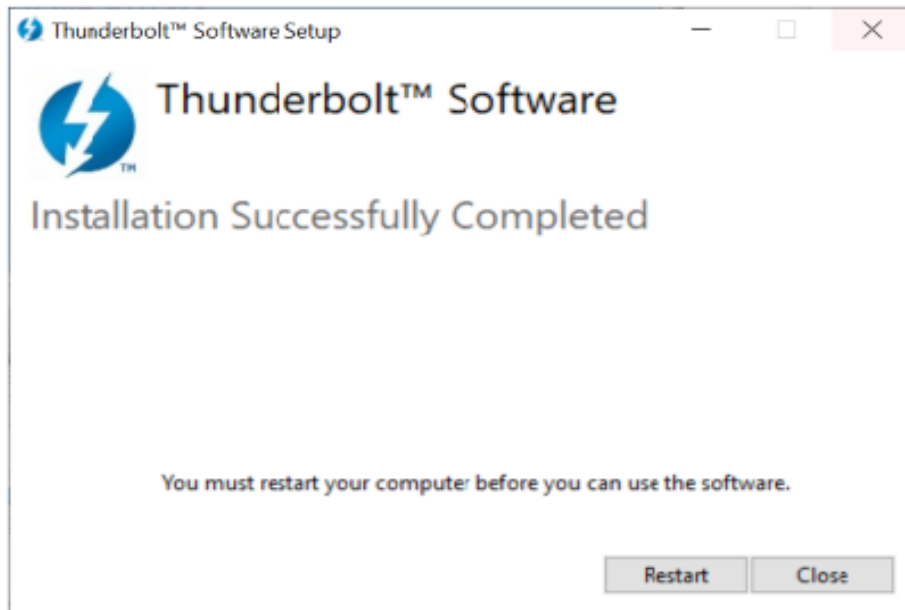 Thunderbolt™ Software Setup
Thunderbolt™ Software
TM
Installation Successfully Completed
You must restart your computer before you can use the software.
Restart Close